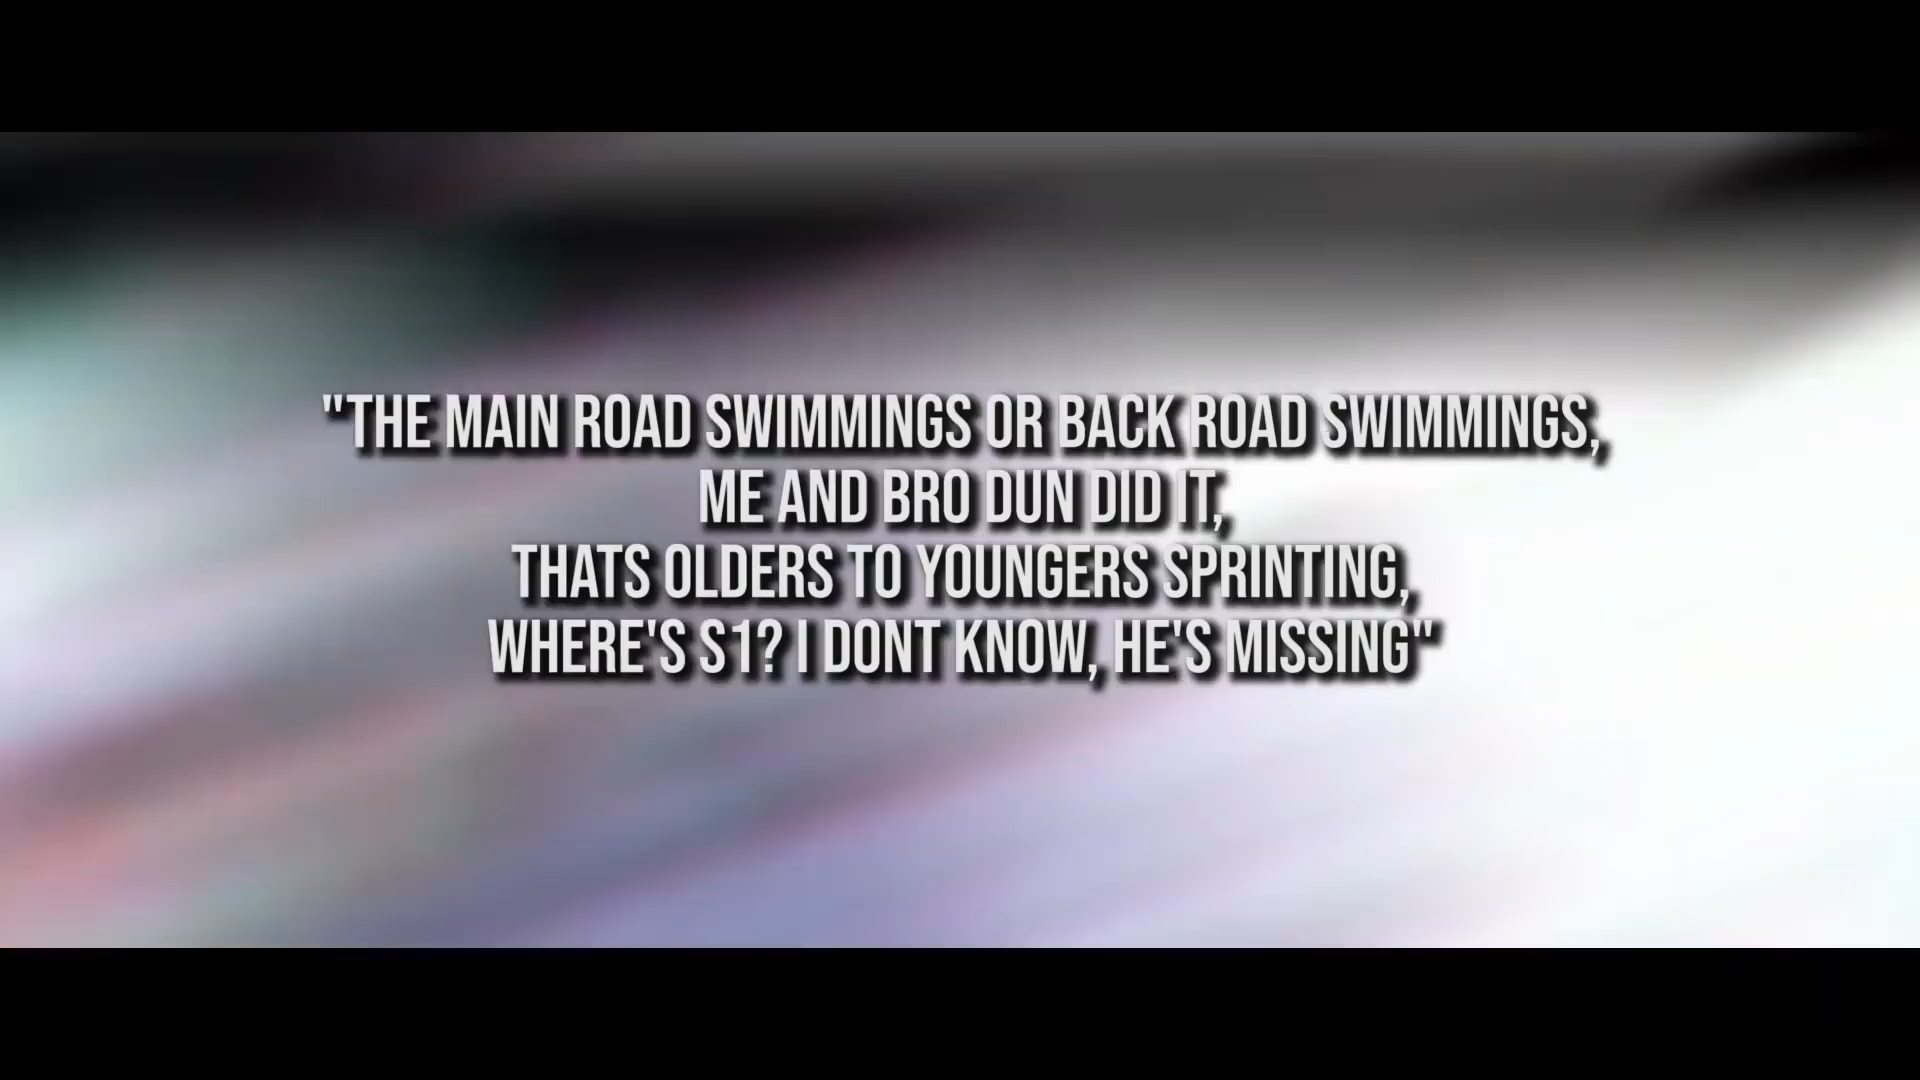 "THE MAIN ROAD SWIMMINGS OR BACK ROAD SWIMMINGS,
ME AND BRO DUN DID IT,
THATS OLDERS TO YOUNGERS SPRINTING,
WHERE'S S1? I DONT KNOW, HE'S MISSING"